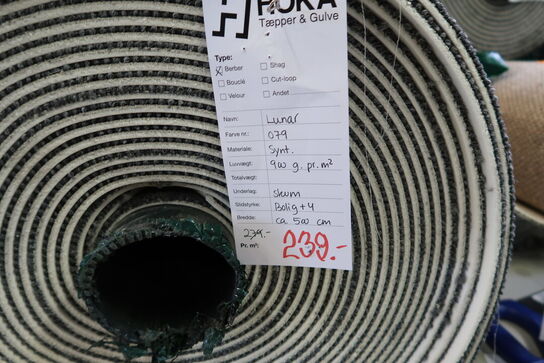 Tæpper & Gulve
Type:
Berber Shag
Bouclé Cut-loop
Velour Andet
Navn: Lunar
Farve nr.: 079
Materiale: Synt.
Luvvægt: 900 g. pr. m²
Totalvægt:
Underlag: Skum
Slidstyrke: Bolig + 4
Bredde: ca 500 cm
239.-
Pr. m²: 239.-